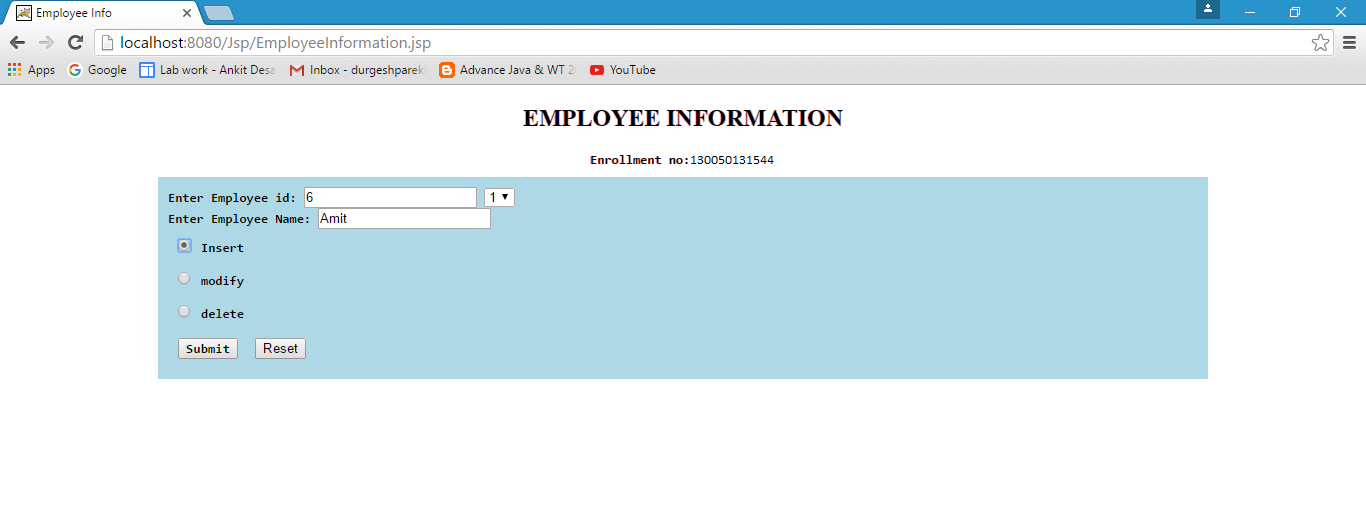 Employee Info
localhost:8080/Jsp/EmployeeInformation.jsp
Apps Google Lab work - Ankit Desa Inbox - durgeshparek Advance Java & WT 2 YouTube
EMPLOYEE INFORMATION
Enrollment no:130050131544
Enter Employee id: 6 1
Enter Employee Name: Amit
Insert
modify
delete
Submit Reset